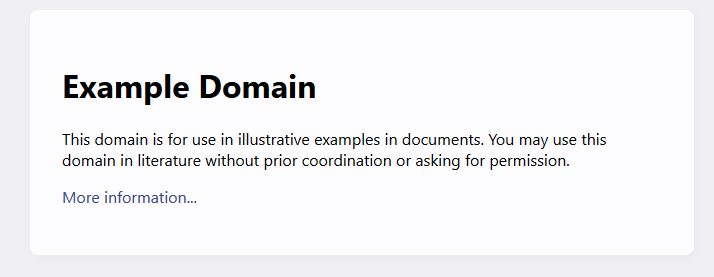 Example Domain
This domain is for use in illustrative examples in documents. You may use this
domain in literature without prior coordination or asking for permission.
More information...